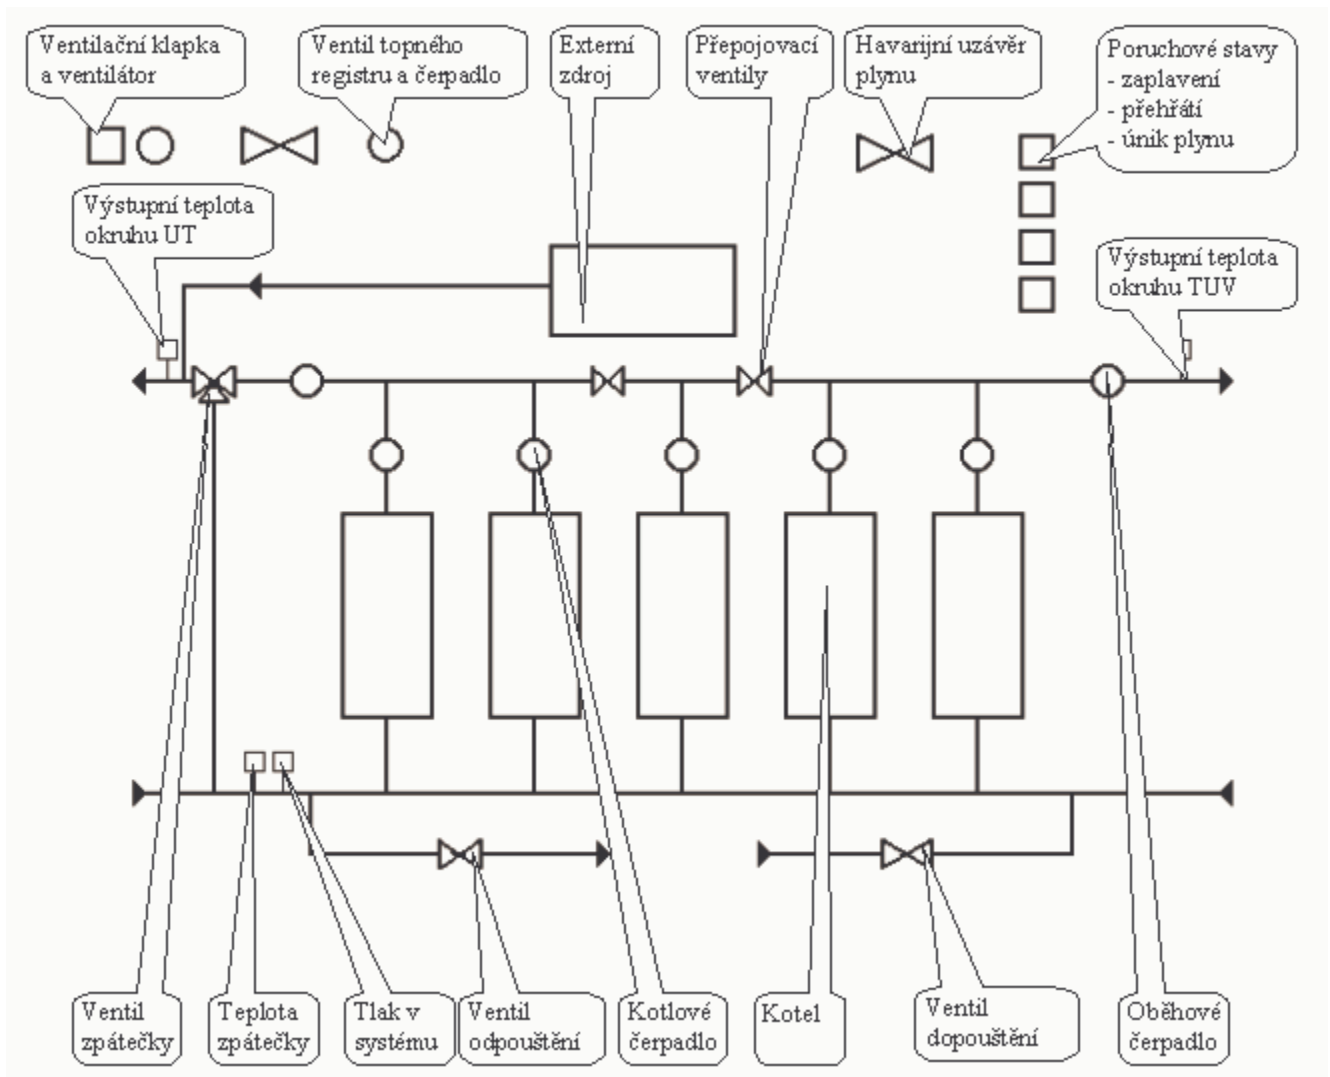 Ventilační klapka
a ventilátor
Ventil topného
registru a čerpadlo
Externí
zdroj
Přepojovací
ventily
Havarijní uzávěr
plynu
Poruchové stavy
- zaplavení
- přehřátí
- únik plynu
Výstupní teplota
okruhu UT
Výstupní teplota
okruhu TUV
Ventil
zpátečky
Teplota
zpátečky
Tlak v
systému
Ventil
odpouštění
Kotlové
čerpadlo
Kotel
Ventil
dopouštění
Oběhové
čerpadlo